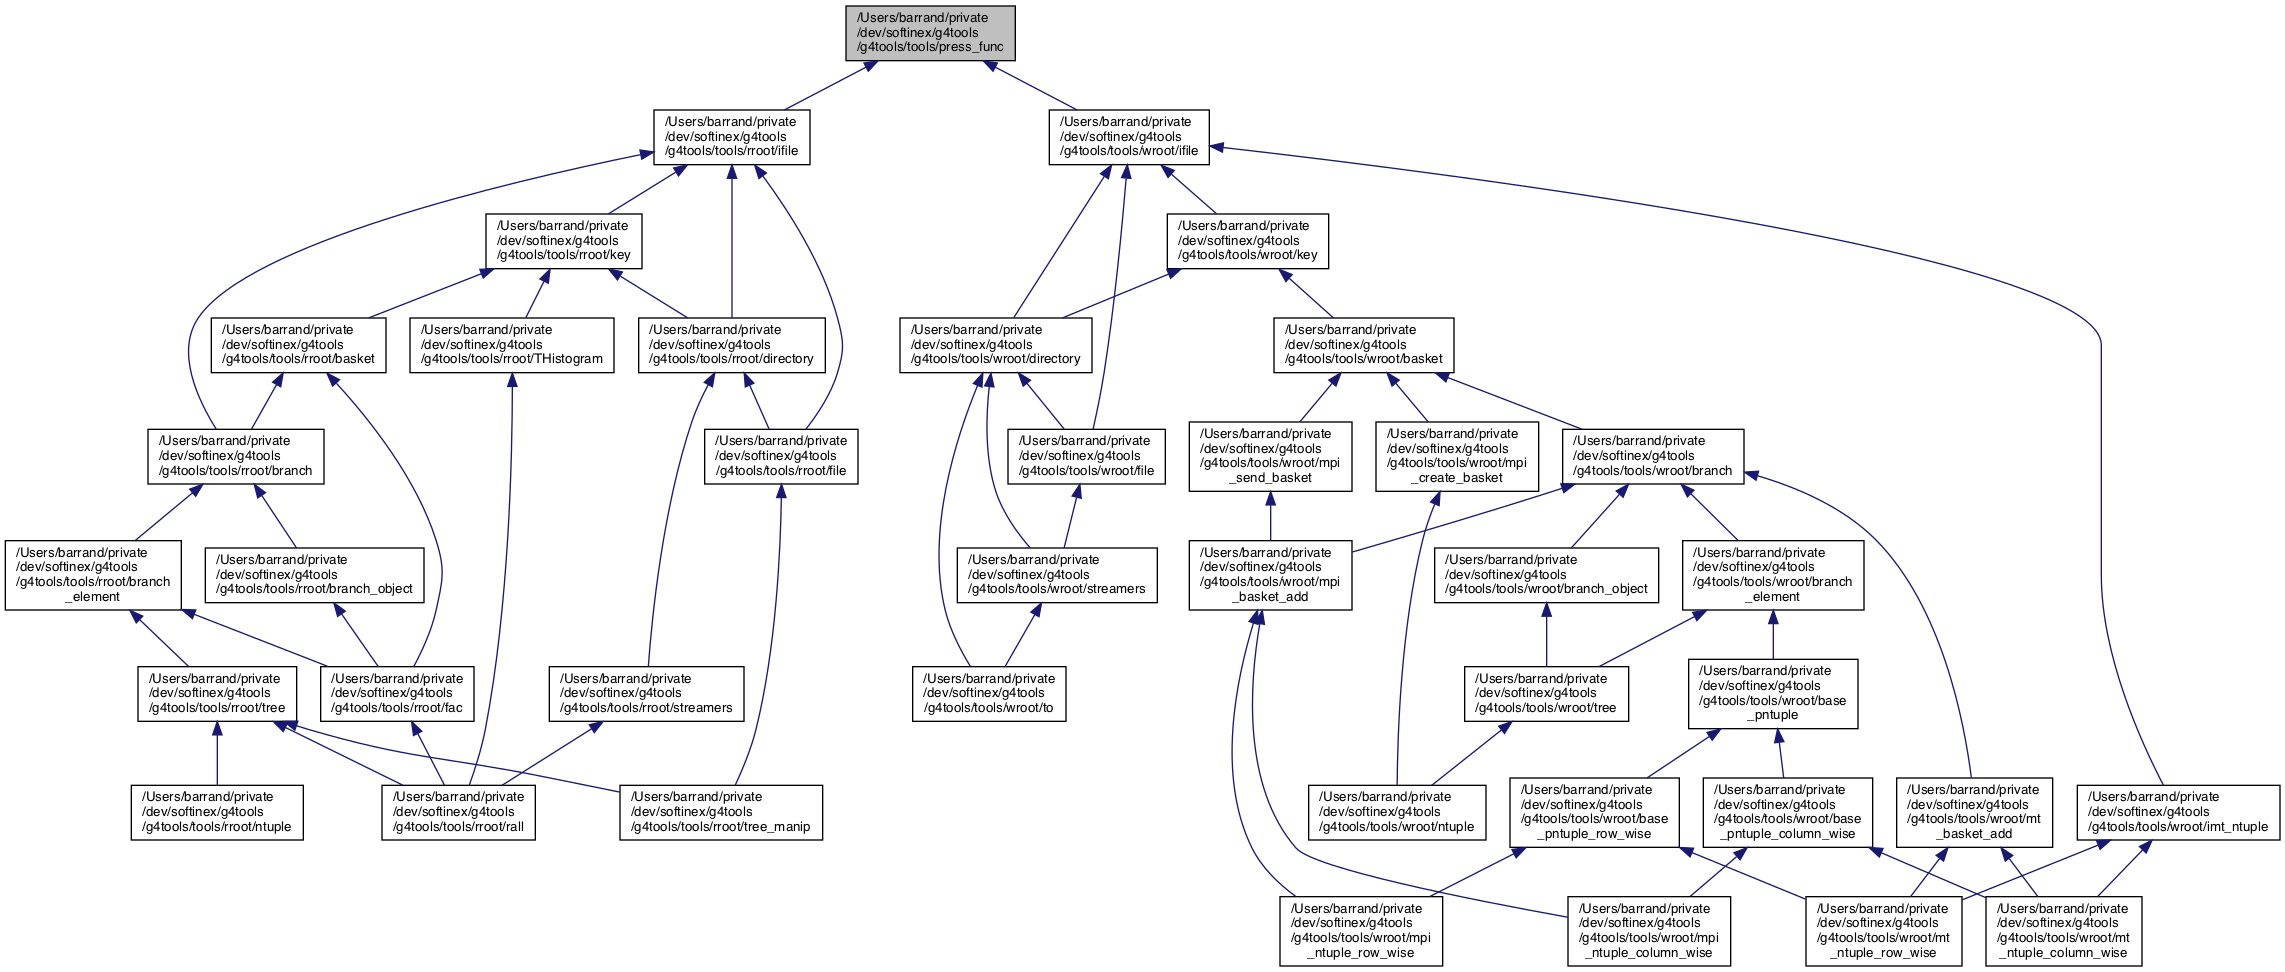 /Users/barrand/private
/dev/softinex/g4tools
/g4tools/tools/press_func
/Users/barrand/private
/dev/softinex/g4tools
/g4tools/tools/rroot/ifile
/Users/barrand/private
/dev/softinex/g4tools
/g4tools/tools/wroot/ifile
/Users/barrand/private
/dev/softinex/g4tools
/g4tools/tools/rroot/key
/Users/barrand/private
/dev/softinex/g4tools
/g4tools/tools/wroot/key
/Users/barrand/private
/dev/softinex/g4tools
/g4tools/tools/rroot/basket
/Users/barrand/private
/dev/softinex/g4tools
/g4tools/tools/rroot/THistogram
/Users/barrand/private
/dev/softinex/g4tools
/g4tools/tools/rroot/directory
/Users/barrand/private
/dev/softinex/g4tools
/g4tools/tools/wroot/directory
/Users/barrand/private
/dev/softinex/g4tools
/g4tools/tools/wroot/basket
/Users/barrand/private
/dev/softinex/g4tools
/g4tools/tools/rroot/branch
/Users/barrand/private
/dev/softinex/g4tools
/g4tools/tools/rroot/file
/Users/barrand/private
/dev/softinex/g4tools
/g4tools/tools/wroot/file
/Users/barrand/private
/dev/softinex/g4tools
/g4tools/tools/wroot/mpi
_send_basket
/Users/barrand/private
/dev/softinex/g4tools
/g4tools/tools/wroot/mpi
_create_basket
/Users/barrand/private
/dev/softinex/g4tools
/g4tools/tools/wroot/branch
/Users/barrand/private
/dev/softinex/g4tools
/g4tools/tools/rroot/branch
_element
/Users/barrand/private
/dev/softinex/g4tools
/g4tools/tools/rroot/branch_object
/Users/barrand/private
/dev/softinex/g4tools
/g4tools/tools/wroot/streamers
/Users/barrand/private
/dev/softinex/g4tools
/g4tools/tools/wroot/mpi
_basket_add
/Users/barrand/private
/dev/softinex/g4tools
/g4tools/tools/wroot/branch_object
/Users/barrand/private
/dev/softinex/g4tools
/g4tools/tools/wroot/branch
_element
/Users/barrand/private
/dev/softinex/g4tools
/g4tools/tools/rroot/tree
/Users/barrand/private
/dev/softinex/g4tools
/g4tools/tools/rroot/fac
/Users/barrand/private
/dev/softinex/g4tools
/g4tools/tools/rroot/streamers
/Users/barrand/private
/dev/softinex/g4tools
/g4tools/tools/wroot/to
/Users/barrand/private
/dev/softinex/g4tools
/g4tools/tools/wroot/tree
/Users/barrand/private
/dev/softinex/g4tools
/g4tools/tools/wroot/base
_pntuple
/Users/barrand/private
/dev/softinex/g4tools
/g4tools/tools/rroot/ntuple
/Users/barrand/private
/dev/softinex/g4tools
/g4tools/tools/rroot/rall
/Users/barrand/private
/dev/softinex/g4tools
/g4tools/tools/rroot/tree_manip
/Users/barrand/private
/dev/softinex/g4tools
/g4tools/tools/wroot/ntuple
/Users/barrand/private
/dev/softinex/g4tools
/g4tools/tools/wroot/base
_pntuple_row_wise
/Users/barrand/private
/dev/softinex/g4tools
/g4tools/tools/wroot/base
_pntuple_column_wise
/Users/barrand/private
/dev/softinex/g4tools
/g4tools/tools/wroot/mt
_basket_add
/Users/barrand/private
/dev/softinex/g4tools
/g4tools/tools/wroot/imt_ntuple
/Users/barrand/private
/dev/softinex/g4tools
/g4tools/tools/wroot/mpi
_ntuple_row_wise
/Users/barrand/private
/dev/softinex/g4tools
/g4tools/tools/wroot/mpi
_ntuple_column_wise
/Users/barrand/private
/dev/softinex/g4tools
/g4tools/tools/wroot/mt
_ntuple_row_wise
/Users/barrand/private
/dev/softinex/g4tools
/g4tools/tools/wroot/mt
_ntuple_column_wise